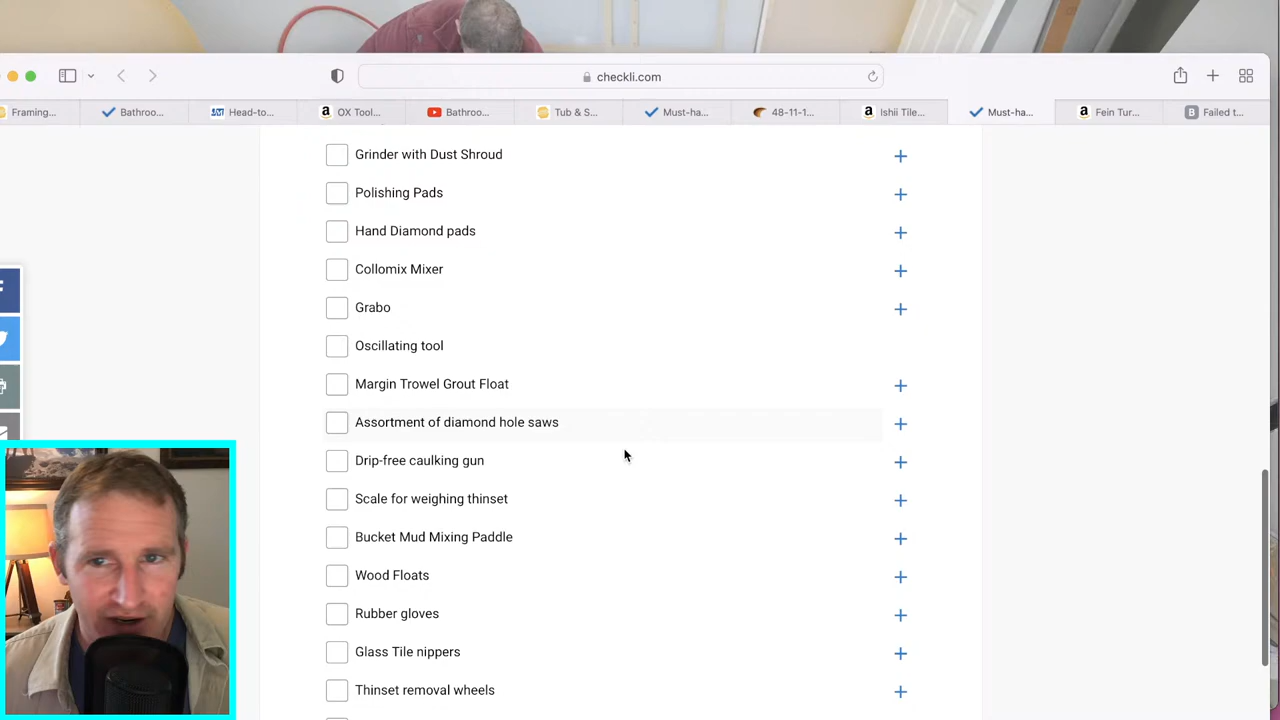 checkli.com
Framing...
Bathroo...
Head-to...
OX Tool...
Bathroo...
Tub & S...
Must-ha...
48-11-1...
Ishii Tile...
Must-ha...
Fein Tur...
Failed t...
Grinder with Dust Shroud
Polishing Pads
Hand Diamond pads
Collomix Mixer
Grabo
Oscillating tool
Margin Trowel Grout Float
Assortment of diamond hole saws
Drip-free caulking gun
Scale for weighing thinset
Bucket Mud Mixing Paddle
Wood Floats
Rubber gloves
Glass Tile nippers
Thinset removal wheels